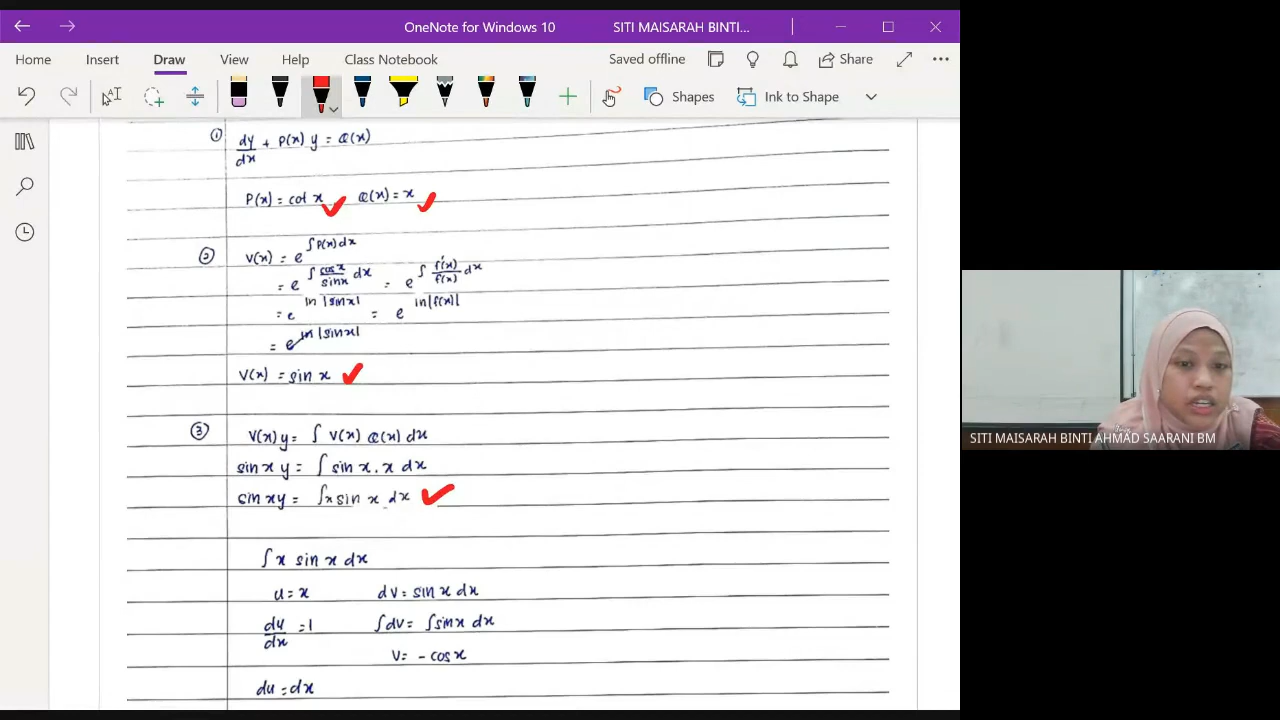 OneNote for Windows 10
SITI MAISARAH BINTI...
Home Insert Draw View Help Class Notebook Saved offline Share
Shapes Ink to Shape
① dy/dx + P(x) y = Q(x)
P(x) = cot x Q(x) = x
② V(x) = e^∫P(x)dx
= e^∫ cos x/sin x dx = e^∫ f'(x)/f(x) dx
= e^ln |sin x| = e^ln|f(x)|
= e^ln |sin x|
V(x) = sin x
③ V(x)y = ∫ V(x) Q(x) dx
sin x y = ∫ sin x . x dx
sin xy = ∫x sin x dx
∫ x sin x dx
u = x dv = sin x dx
du/dx = 1 ∫dv = ∫sin x dx
v = - cos x
du = dx
SITI MAISARAH BINTI AHMAD SAARANI BM